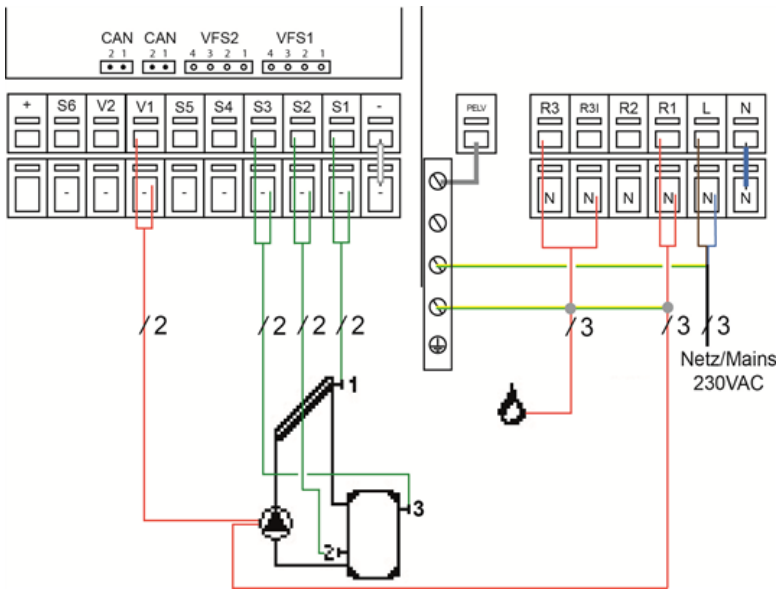 CAN CAN VFS2 VFS1
2 1 2 1 4 3 2 1 4 3 2 1
+ S6 V2 V1 S5 S4 S3 S2 S1 - PELV R3 R3I R2 R1 L N
- - - - - - - - - N N N N N N
2 2 2 2 3 3 3
Netz/Mains
230VAC
1
3
2